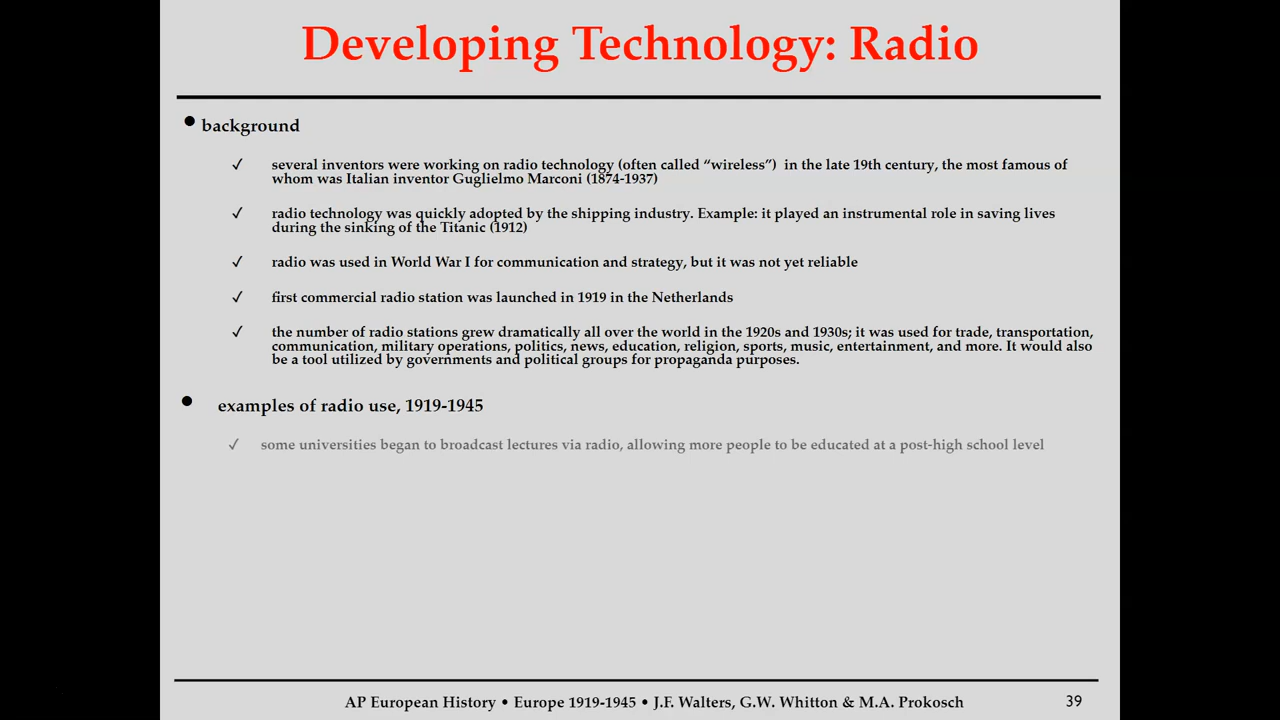 Developing Technology: Radio
• background
✓ several inventors were working on radio technology (often called “wireless”)  in the late 19th century, the most famous of
whom was Italian inventor Guglielmo Marconi (1874-1937)
✓ radio technology was quickly adopted by the shipping industry. Example: it played an instrumental role in saving lives
during the sinking of the Titanic (1912)
✓ radio was used in World War I for communication and strategy, but it was not yet reliable
✓ first commercial radio station was launched in 1919 in the Netherlands
✓ the number of radio stations grew dramatically all over the world in the 1920s and 1930s; it was used for trade, transportation,
communication, military operations, politics, news, education, religion, sports, music, entertainment, and more. It would also
be a tool utilized by governments and political groups for propaganda purposes.
• examples of radio use, 1919-1945
✓ some universities began to broadcast lectures via radio, allowing more people to be educated at a post-high school level
AP European History • Europe 1919-1945 • J.F. Walters, G.W. Whitton & M.A. Prokosch
39